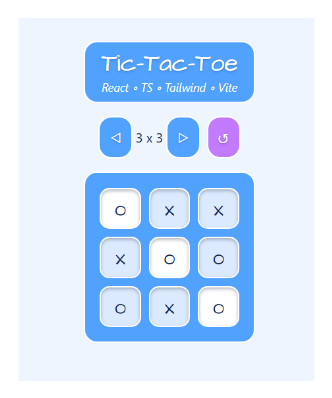 Tic-Tac-Toe
React ∘ TS ∘ Tailwind ∘ Vite
◁ 3 x 3 ▷ ↺
O X X
X O O
O X O